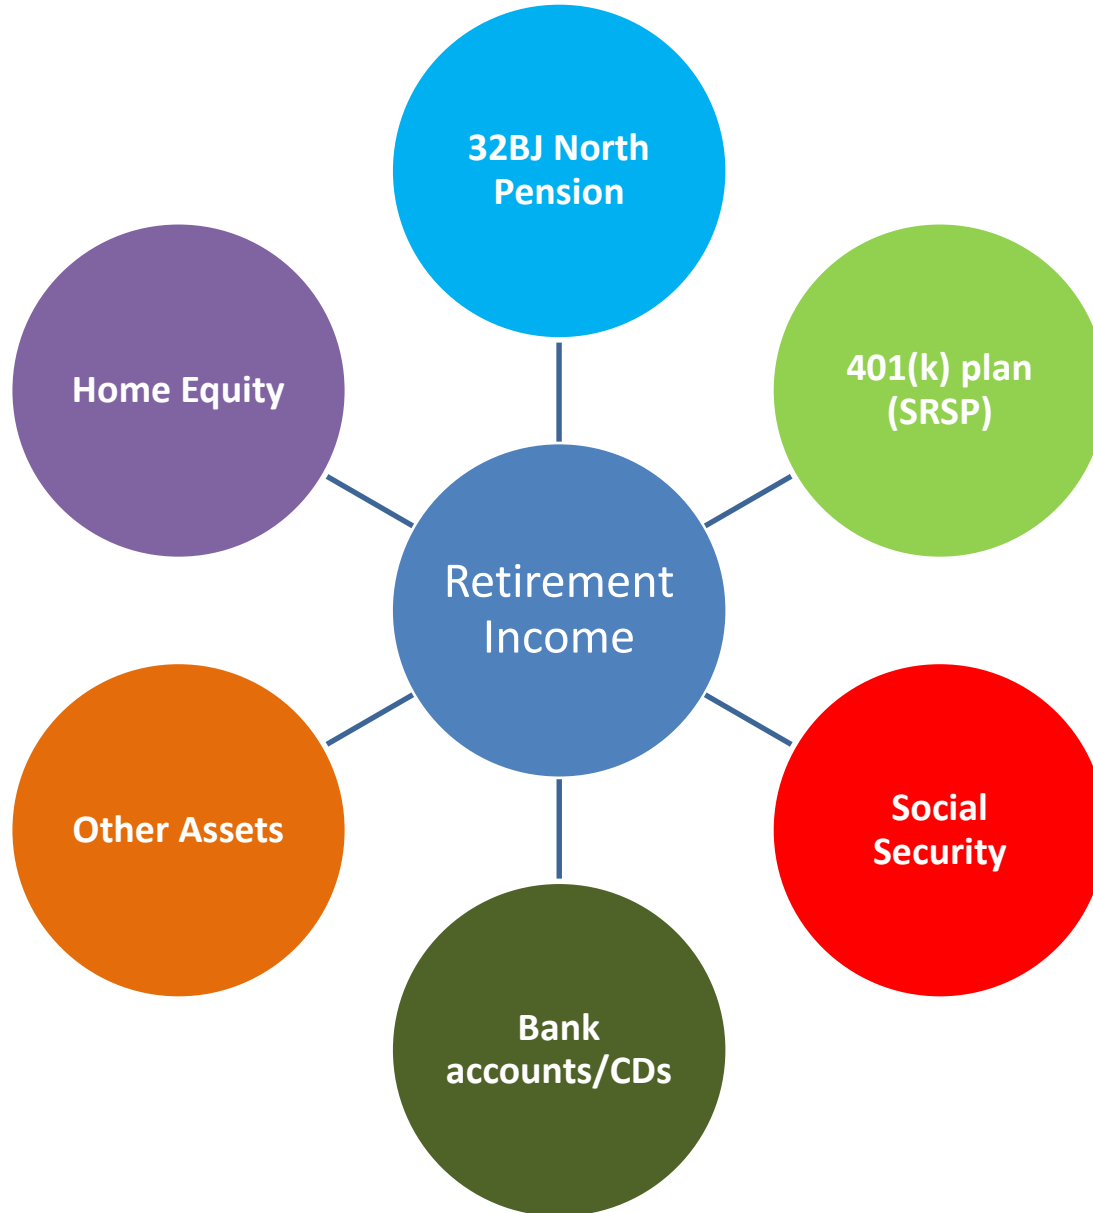 32BJ North
Pension
Home Equity
401(k) plan
(SRSP)
Retirement
Income
Other Assets
Social
Security
Bank
accounts/CDs